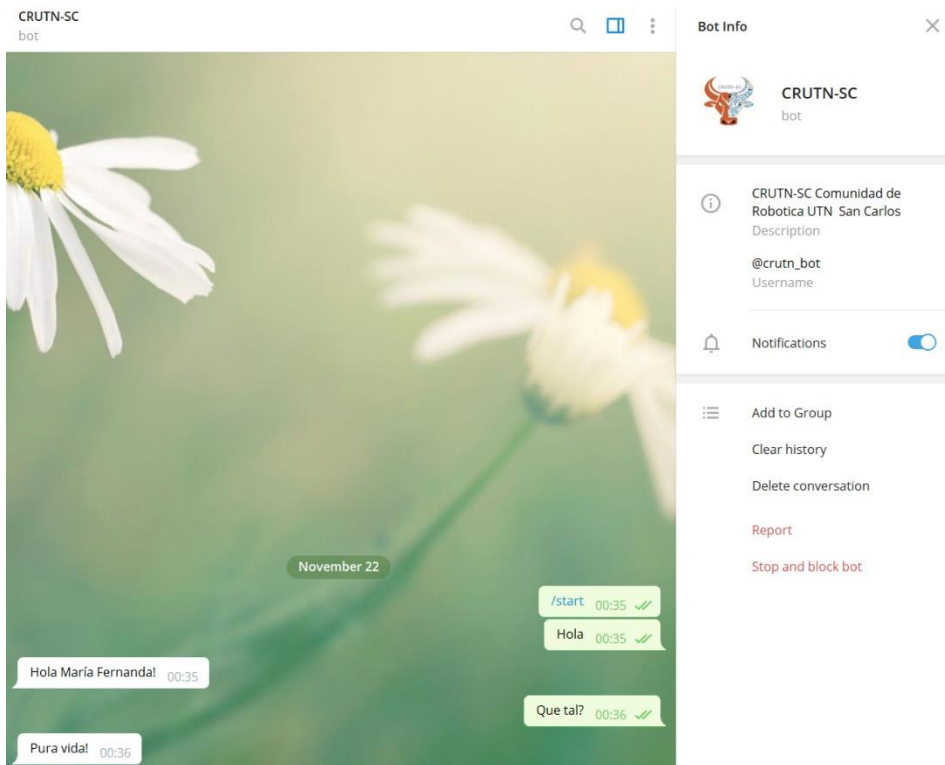 CRUTN-SC
bot
November 22
/start 00:35
Hola 00:35
Hola María Fernanda! 00:35
Que tal? 00:36
Pura vida! 00:36
Bot Info
CRUTN-SC
CRUTN-SC
bot
CRUTN-SC Comunidad de
Robotica UTN San Carlos
Description
@crutn_bot
Username
Notifications
Add to Group
Clear history
Delete conversation
Report
Stop and block bot